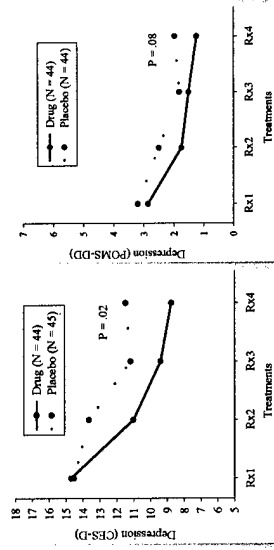 Depression (CES-D)
18
17
16
15
14
13
12
11
10
9
8
7
6
5
Drug (N = 44)
Placebo (N = 45)
P = .02
Rx1 Rx2 Rx3 Rx4
Treatments
Depression (POMS-DD)
7
6
5
4
3
2
1
0
Drug (N = 44)
Placebo (N = 44)
P = .08
Rx1 Rx2 Rx3 Rx4
Treatments